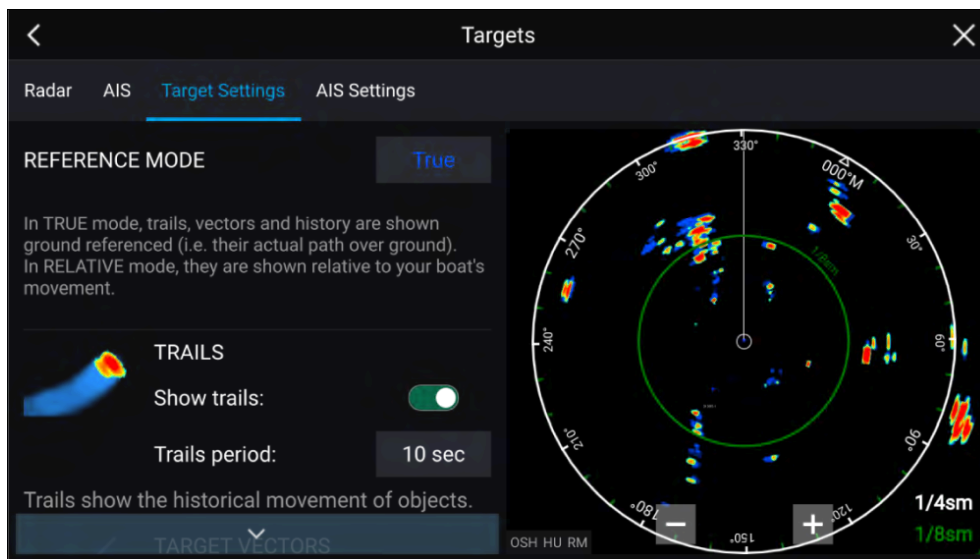 Targets
Radar AIS Target Settings AIS Settings
REFERENCE MODE True
In TRUE mode, trails, vectors and history are shown
ground referenced (i.e. their actual path over ground).
In RELATIVE mode, they are shown relative to your boat's
movement.
TRAILS
Show trails:
Trails period: 10 sec
Trails show the historical movement of objects.
TARGET VECTORS
330°
000°M
300°
30°
270°
1/8sm
240°
60°
210°
90°
180°
120°
150°
− +
1/4sm
1/8sm
OSH HU RM